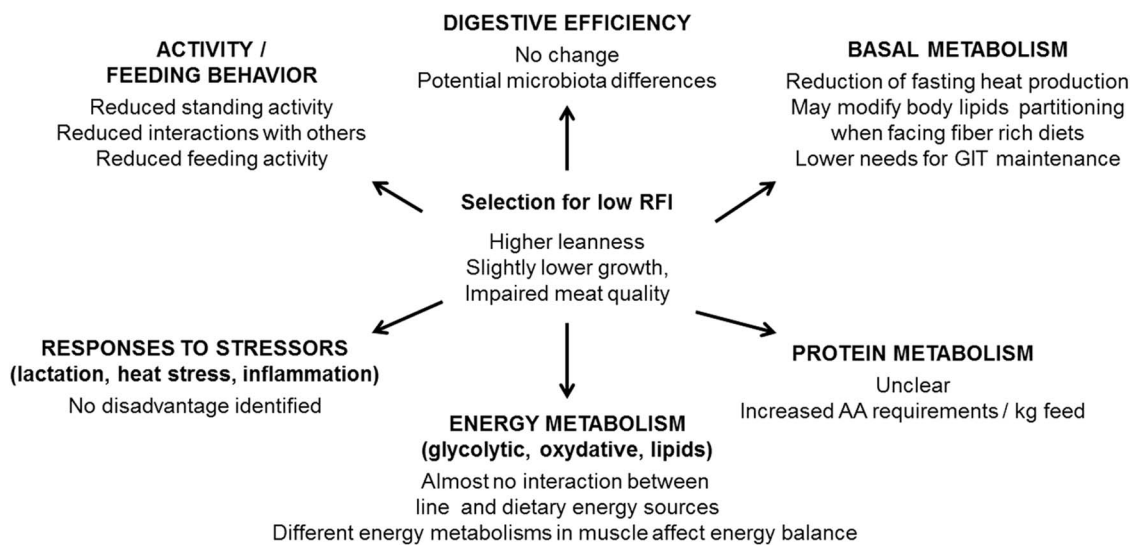 DIGESTIVE EFFICIENCY
No change
Potential microbiota differences
ACTIVITY /
FEEDING BEHAVIOR
Reduced standing activity
Reduced interactions with others
Reduced feeding activity
BASAL METABOLISM
Reduction of fasting heat production
May modify body lipids partitioning
when facing fiber rich diets
Lower needs for GIT maintenance
Selection for low RFI
Higher leanness
Slightly lower growth,
Impaired meat quality
RESPONSES TO STRESSORS
(lactation, heat stress, inflammation)
No disadvantage identified
PROTEIN METABOLISM
Unclear
Increased AA requirements / kg feed
ENERGY METABOLISM
(glycolytic, oxydative, lipids)
Almost no interaction between
line and dietary energy sources
Different energy metabolisms in muscle affect energy balance